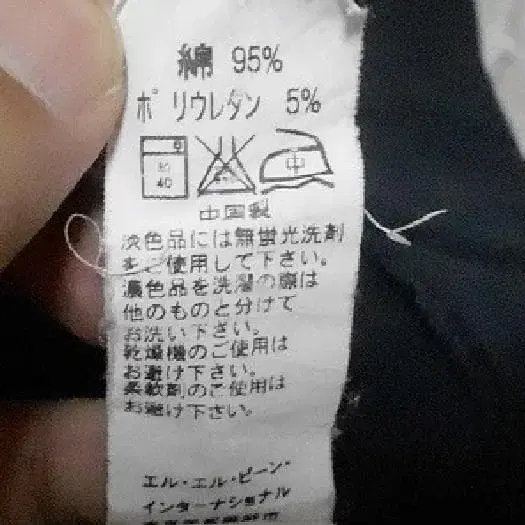 綿 95%
ポリウレタン 5%
40
中
中国製
淡色品には無蛍光洗剤
をご使用して下さい。
濃色品を洗濯の際は
他のものと分けて
お洗い下さい。
乾燥機のご使用は
お避け下さい。
柔軟剤のご使用は
お避け下さい。
エル・エル・ビーン・
インターナショナル